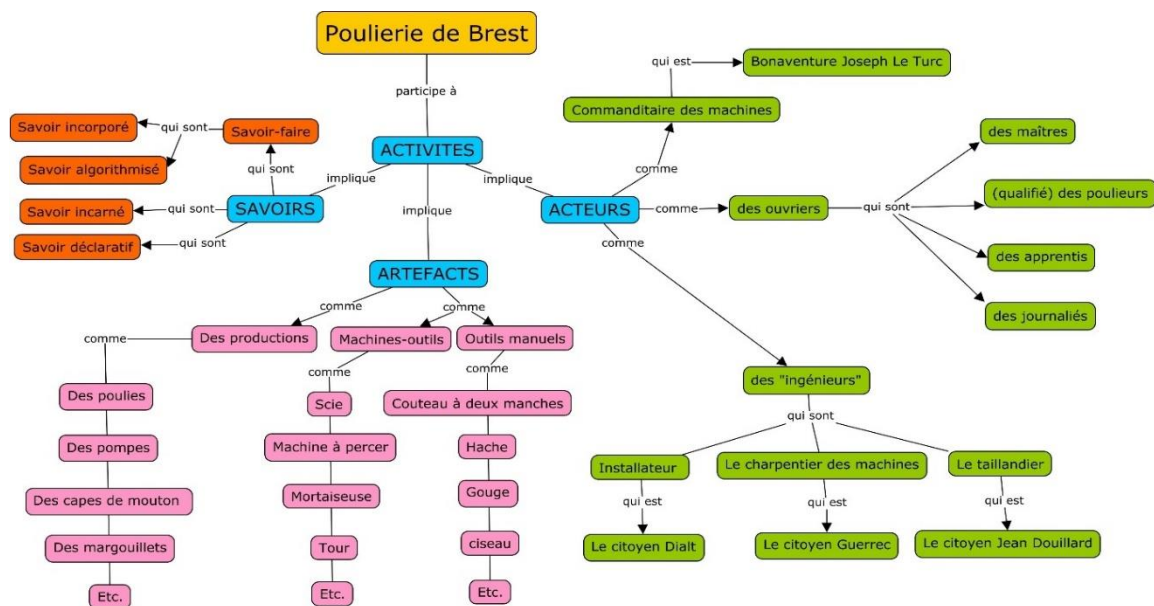 Poulierie de Brest
participe à
ACTIVITES
implique
implique
implique
SAVOIRS
qui sont
Savoir-faire
qui sont
Savoir incorporé
Savoir algorithmisé
qui sont
Savoir incarné
qui sont
Savoir déclaratif
ACTEURS
comme
Commanditaire des machines
qui est
Bonaventure Joseph Le Turc
comme
des ouvriers
qui sont
des maîtres
(qualifié) des poulieurs
des apprentis
des journaliés
comme
des "ingénieurs"
qui sont
Installateur
qui est
Le citoyen Dialt
Le charpentier des machines
qui est
Le citoyen Guerrec
Le taillandier
qui est
Le citoyen Jean Douillard
ARTEFACTS
comme
comme
Des productions
comme
Des poulies
Des pompes
Des capes de mouton
Des margouillets
Etc.
Machines-outils
comme
Scie
Machine à percer
Mortaiseuse
Tour
Etc.
Outils manuels
comme
Couteau à deux manches
Hache
Gouge
ciseau
Etc.